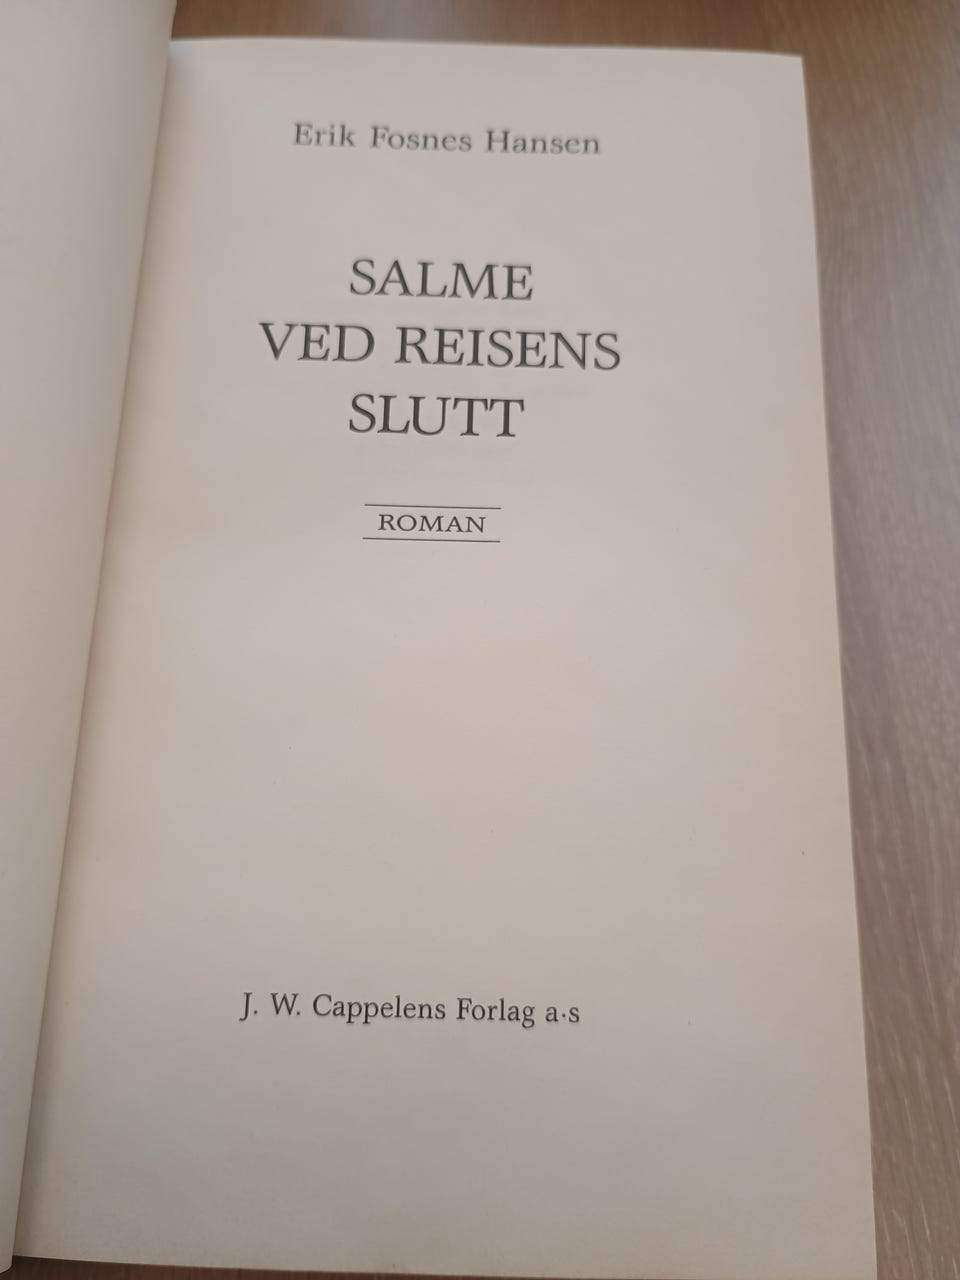 Erik Fosnes Hansen
SALME
VED REISENS
SLUTT
ROMAN
J. W. Cappelens Forlag a·s